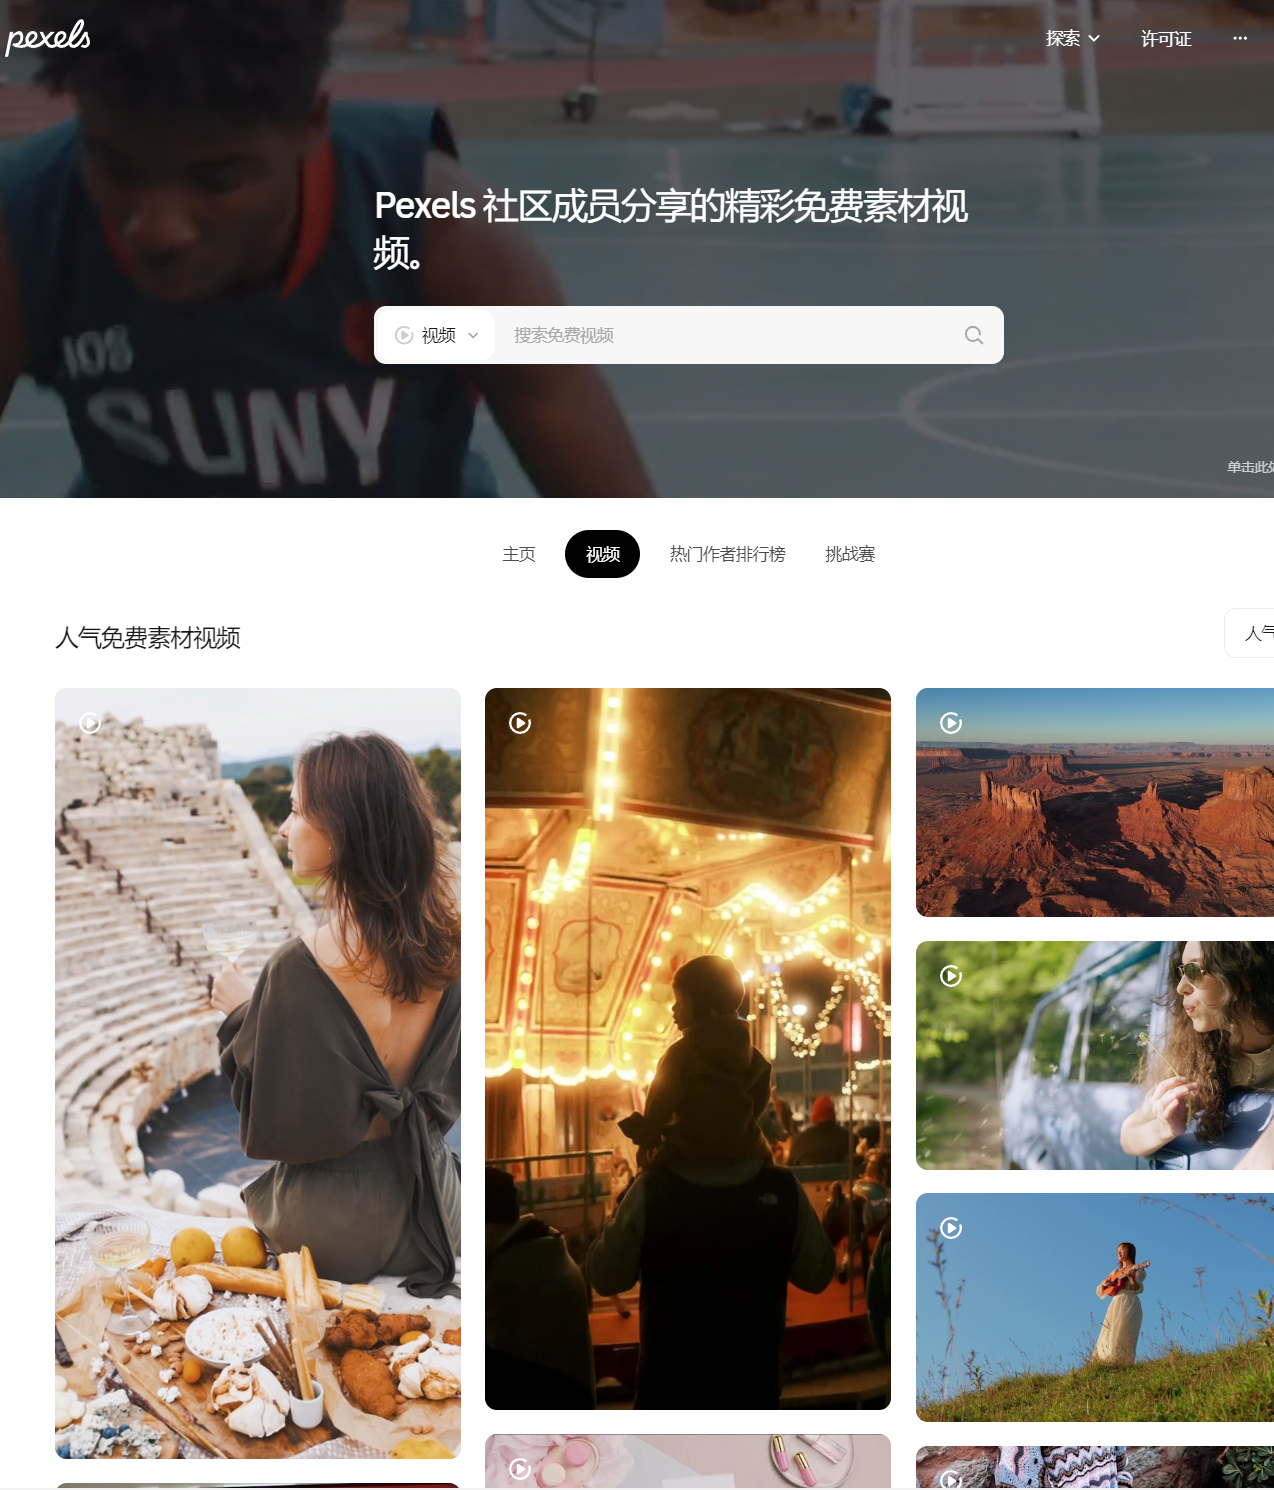 pexels
探索
许可证
Pexels 社区成员分享的精彩免费素材视
频。
视频
搜索免费视频
108
SUNY
单击此
主页
视频
热门作者排行榜
挑战赛
人气免费素材视频
人气